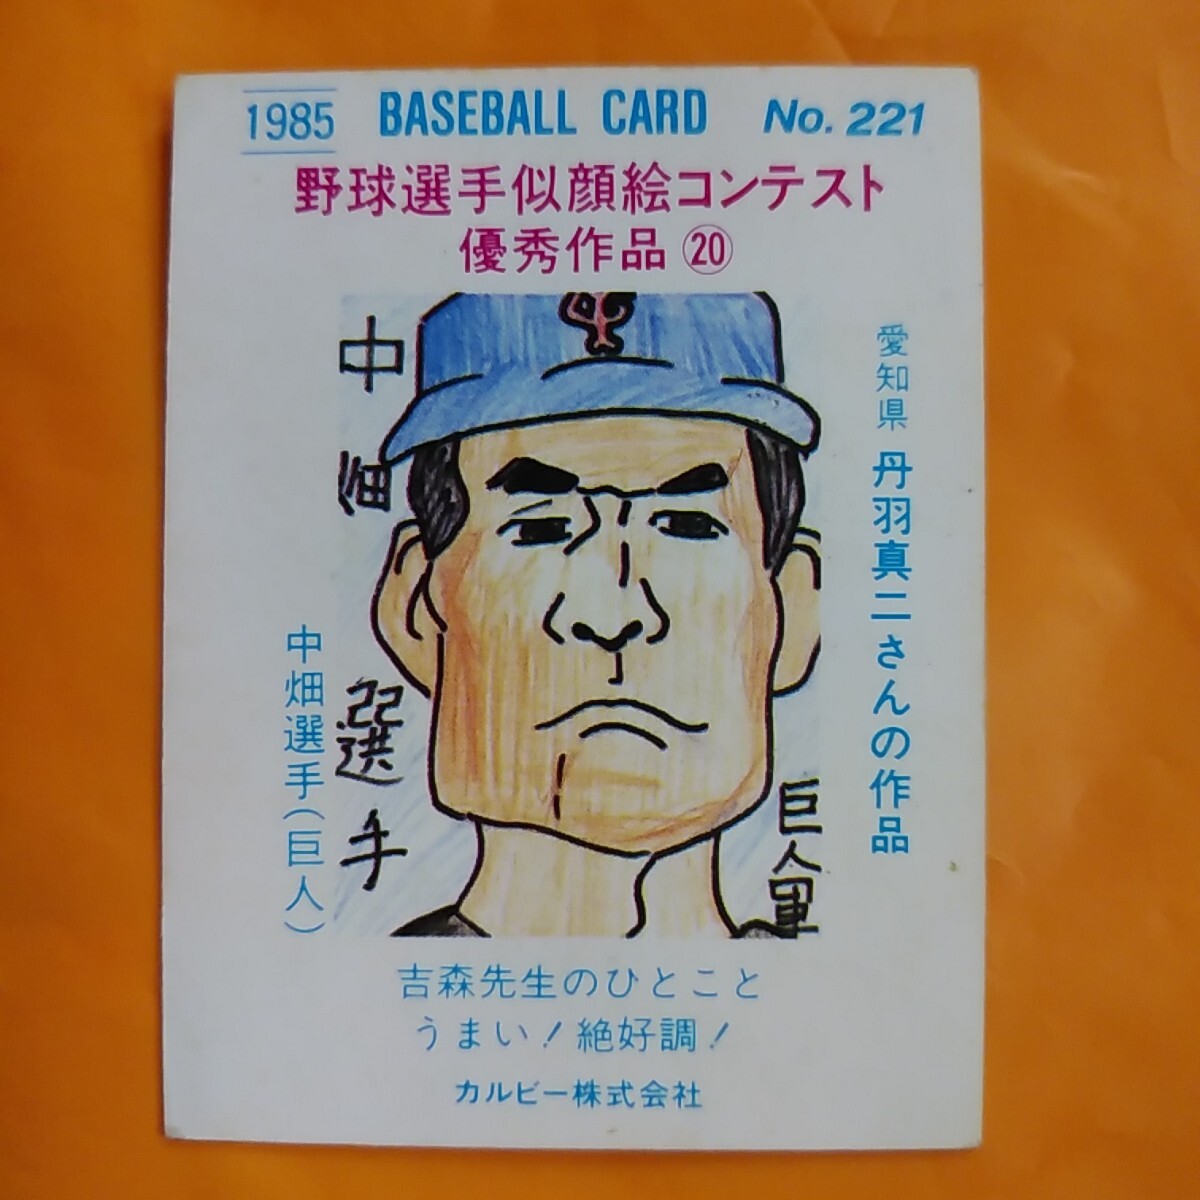 1985 BASEBALL CARD No. 221
野球選手似顔絵コンテスト
優秀作品⑳
愛知県 丹羽真二さんの作品
中畑選手
巨人軍
中畑選手(巨人)
吉森先生のひとこと
うまい!絶好調!
カルビー株式会社